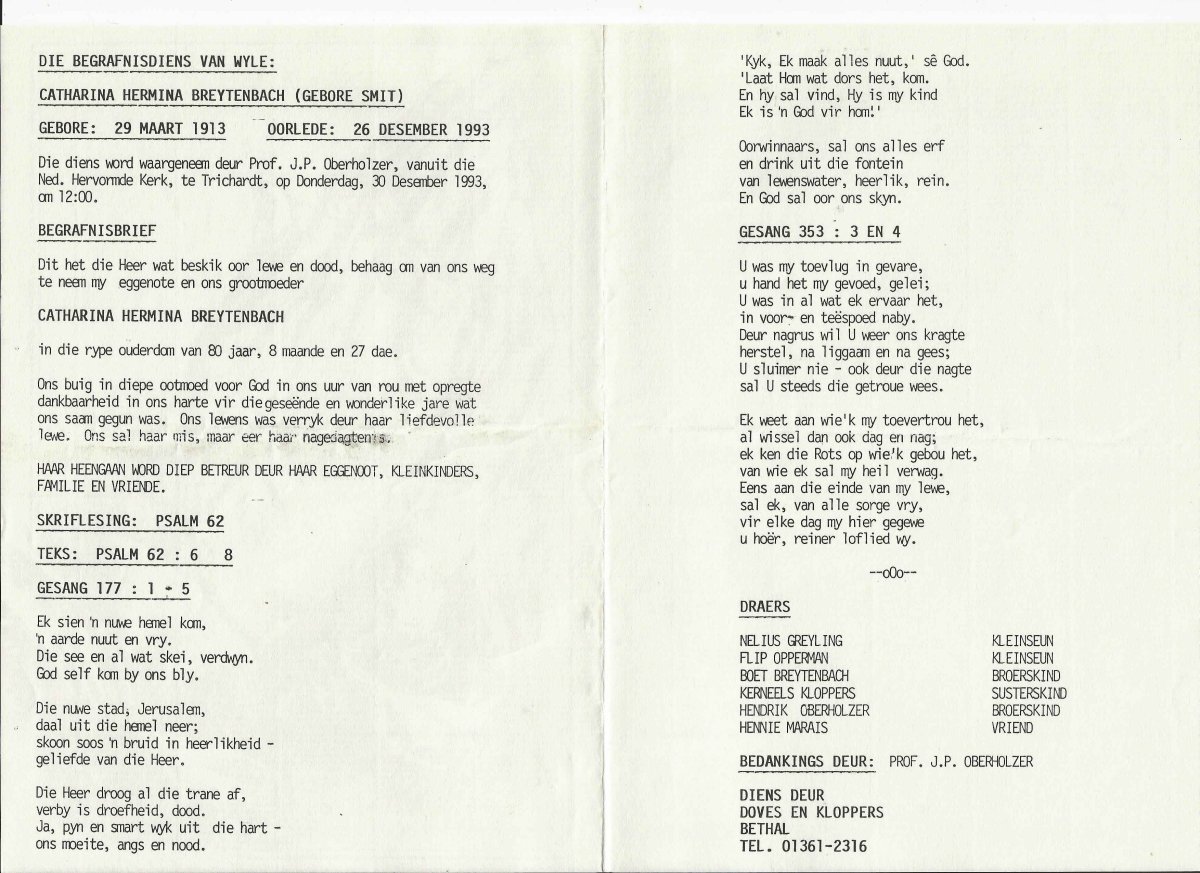 DIE BEGRAFNISDIENS VAN WYLE:
CATHARINA HERMINA BREYTENBACH (GEBORE SMIT)
GEBORE: 29 MAART 1913 OORLEDE: 26 DESEMBER 1993
Die diens word waargeneem deur Prof. J.P. Oberholzer, vanuit die
Ned. Hervormde Kerk, te Trichardt, op Donderdag, 30 Desember 1993,
om 12:00.
BEGRAFNISBRIEF
Dit het die Heer wat beskik oor lewe en dood, behaag om van ons weg
te neem my eggenote en ons grootmoeder
CATHARINA HERMINA BREYTENBACH
in die rype ouderdom van 80 jaar, 8 maande en 27 dae.
Ons buig in diepe ootmoed voor God in ons uur van rou met opregte
dankbaarheid in ons harte vir die geseënde en wonderlike jare wat
ons saam gegun was. Ons lewens was verryk deur haar liefdevolle
lewe. Ons sal haar mis, maar eer haar nagedagtenis.
HAAR HEENGAAN WORD DIEP BETREUR DEUR HAAR EGGENOOT, KLEINKINDERS,
FAMILIE EN VRIENDE.
SKRIFLESING: PSALM 62
TEKS: PSALM 62 : 6 8
GESANG 177 : 1 - 5
Ek sien 'n nuwe hemel kom,
'n aarde nuut en vry.
Die see en al wat skei, verdwyn.
God self kom by ons bly.
Die nuwe stad, Jerusalem,
daal uit die hemel neer;
skoon soos 'n bruid in heerlikheid -
geliefde van die Heer.
Die Heer droog al die trane af,
verby is droefheid, dood.
Ja, pyn en smart wyk uit die hart -
ons moeite, angs en nood.
'Kyk, Ek maak alles nuut,' sê God.
'Laat Hom wat dors het, kom.
En hy sal vind, Hy is my kind
Ek is 'n God vir hom!'
Oorwinnaars, sal ons alles erf
en drink uit die fontein
van lewenswater, heerlik, rein.
En God sal oor ons skyn.
GESANG 353 : 3 EN 4
U was my toevlug in gevare,
u hand het my gevoed, gelei;
U was in al wat ek ervaar het,
in voor- en teëspoed naby.
Deur nagrus wil U weer ons kragte
herstel, na liggaam en na gees;
U sluimer nie - ook deur die nagte
sal U steeds die getroue wees.
Ek weet aan wie'k my toevertrou het,
al wissel dan ook dag en nag;
ek ken die Rots op wie'k gebou het,
van wie ek sal my heil verwag.
Eens aan die einde van my lewe,
sal ek, van alle sorge vry,
vir elke dag my hier gegewe
u hoër, reiner loflied wy.
--oOo--
DRAERS
NELIUS GREYLING KLEINSEUN
FLIP OPPERMAN KLEINSEUN
BOET BREYTENBACH BROERSKIND
KERNEELS KLOPPERS SUSTERSKIND
HENDRIK OBERHOLZER BROERSKIND
HENNIE MARAIS VRIEND
BEDANKINGS DEUR: PROF. J.P. OBERHOLZER
DIENS DEUR
DOVES EN KLOPPERS
BETHAL
TEL. 01361-2316